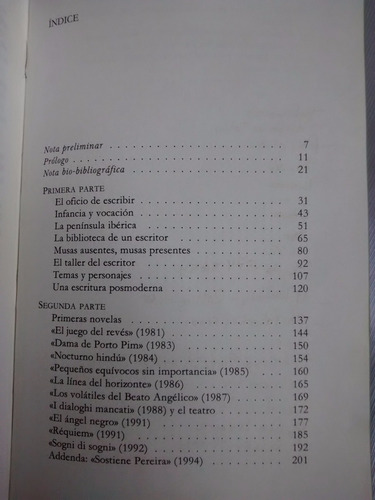 ÍNDICE
Nota preliminar . . . . . . . . . . . . . . . . . . . . . 7
Prólogo . . . . . . . . . . . . . . . . . . . . . . . . . 11
Nota bio-bibliográfica . . . . . . . . . . . . . . . . . 21
PRIMERA PARTE
El oficio de escribir . . . . . . . . . . . . . . . . . 31
Infancia y vocación . . . . . . . . . . . . . . . . . 43
La península ibérica . . . . . . . . . . . . . . . . . 51
La biblioteca de un escritor . . . . . . . . . . . . . 65
Musas ausentes, musas presentes . . . . . . . . . . 80
El taller del escritor . . . . . . . . . . . . . . . . . 92
Temas y personajes . . . . . . . . . . . . . . . . . 107
Una escritura posmoderna . . . . . . . . . . . . . 120
SEGUNDA PARTE
Primeras novelas . . . . . . . . . . . . . . . . . . 137
«El juego del revés» (1981) . . . . . . . . . . . . . 144
«Dama de Porto Pim» (1983) . . . . . . . . . . . . 150
«Nocturno hindú» (1984) . . . . . . . . . . . . . . 154
«Pequeños equívocos sin importancia» (1985) . . . . 160
«La línea del horizonte» (1986) . . . . . . . . . . . 165
«Los volátiles del Beato Angélico» (1987) . . . . . . 169
«I dialoghi mancati» (1988) y el teatro . . . . . . . 172
«El ángel negro» (1991) . . . . . . . . . . . . . . . 177
«Réquiem» (1991) . . . . . . . . . . . . . . . . . . 185
«Sogni di sogni» (1992) . . . . . . . . . . . . . . . 192
Addenda: «Sostiene Pereira» (1994) . . . . . . . . . 201